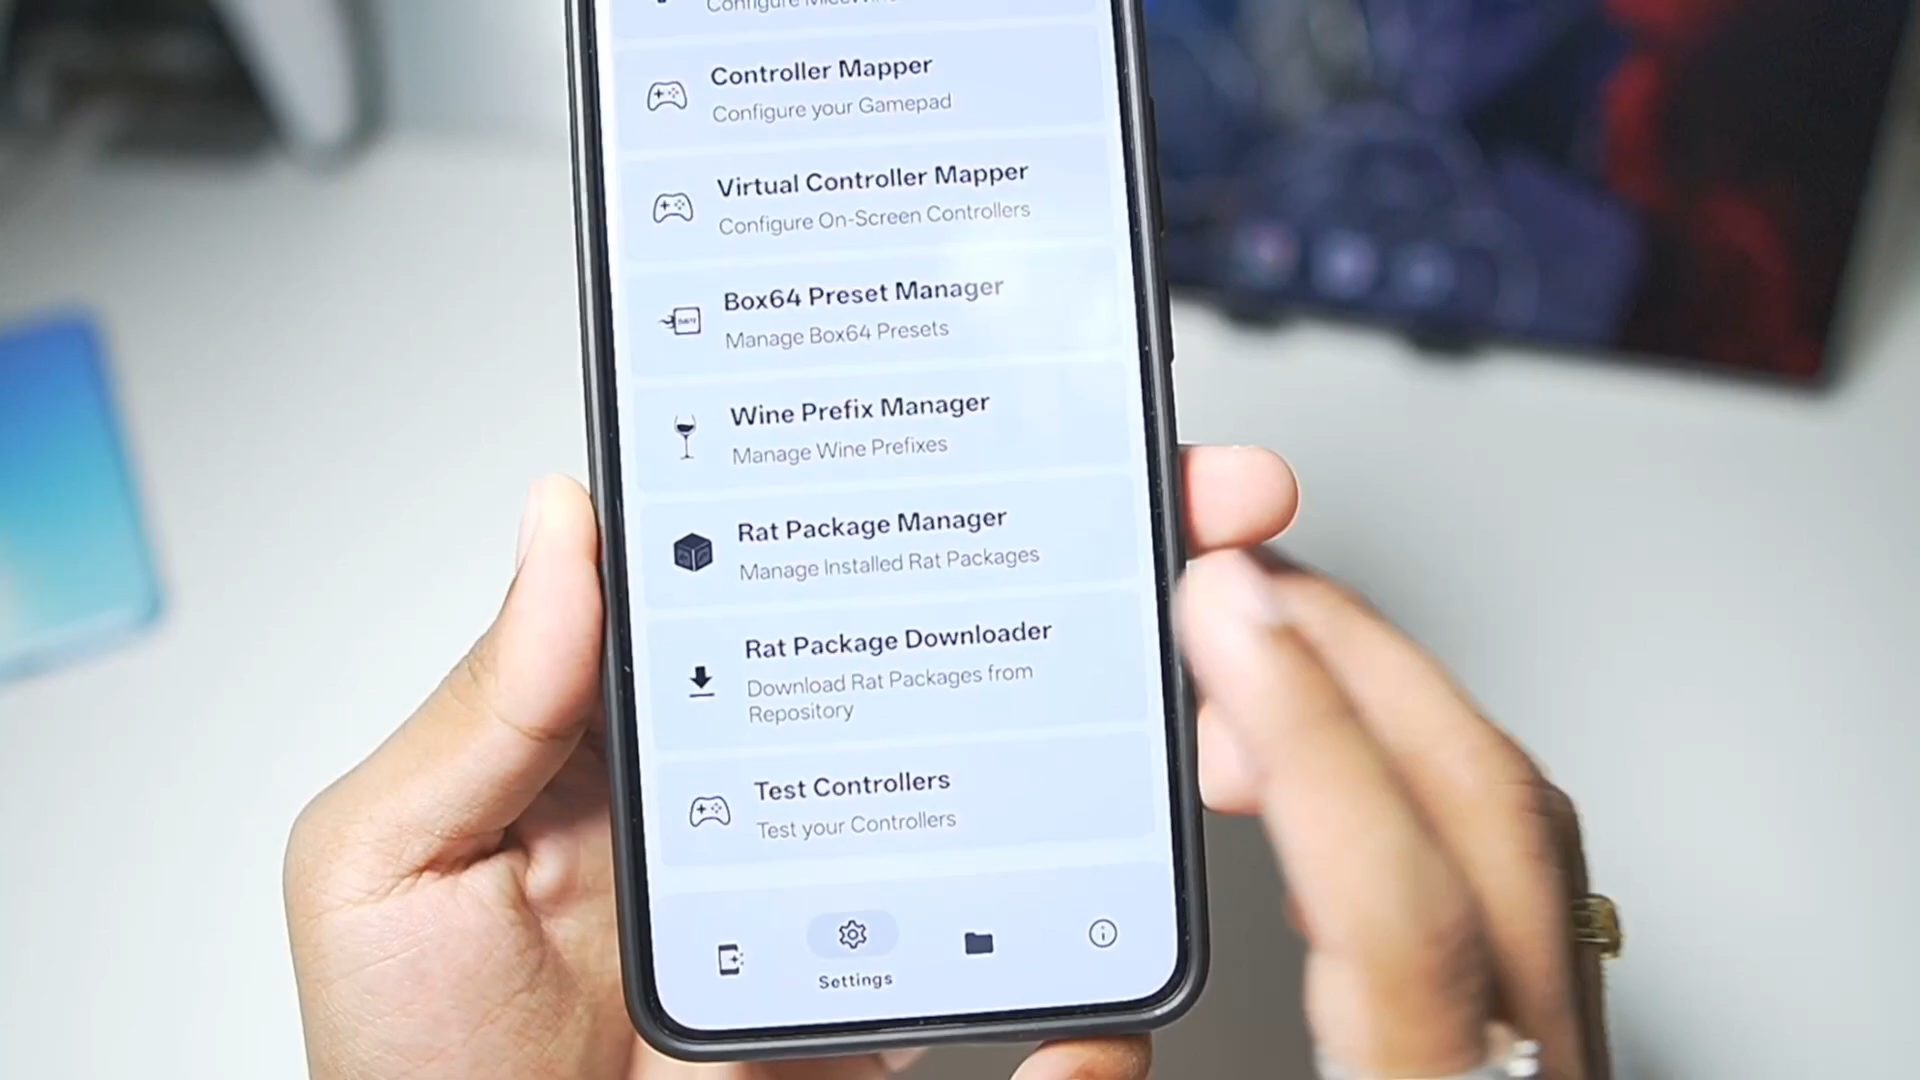 Configure
Controller Mapper
Configure your Gamepad
Virtual Controller Mapper
Configure On-Screen Controllers
Box64 Preset Manager
Manage Box64 Presets
Wine Prefix Manager
Manage Wine Prefixes
Rat Package Manager
Manage Installed Rat Packages
Rat Package Downloader
Download Rat Packages from
Repository
Test Controllers
Test your Controllers
Settings